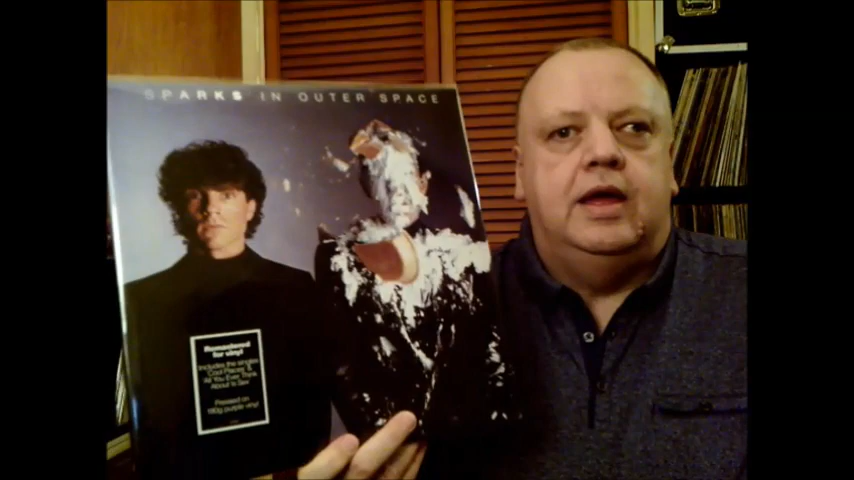 SPARKS IN OUTER SPACE
Remastered
for vinyl
Includes the singles
'Cool Places' &
'All You Ever Think
About Is Sex'
Pressed on
180g purple vinyl